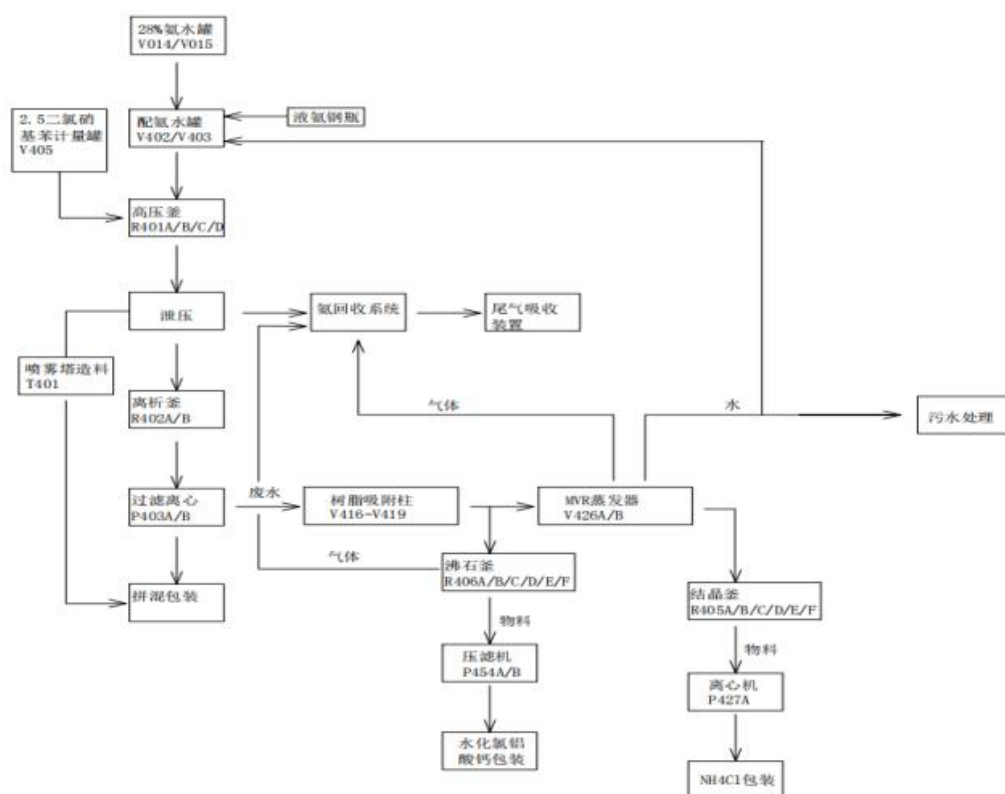 28%氨水罐
V014/V015
2.5二氯硝
基苯计量罐
V405
配氨水罐
V402/V403
液氨钢瓶
高压釜
R401A/B/C/D
泄压
氨回收系统
尾气吸收
装置
喷雾塔造料
T401
离析釜
R402A/B
气体
水
污水处理
过滤离心
P403A/B
废水
树脂吸附柱
V416-V419
MVR蒸发器
V426A/B
气体
沸石釜
R406A/B/C/D/E/F
结晶釜
R405A/B/C/D/E/F
拼混包装
物料
物料
压滤机
P454A/B
离心机
P427A
水化氯铝
酸钙包装
NH4Cl包装